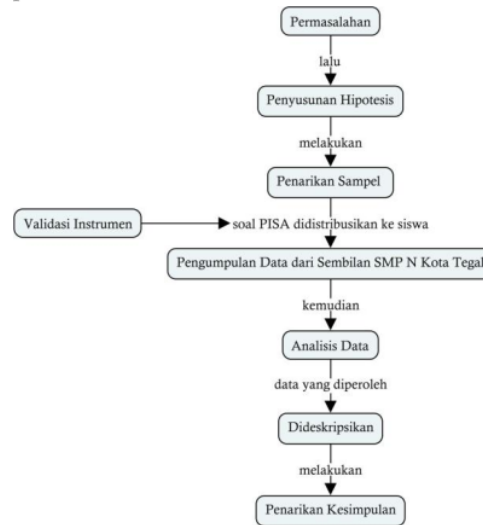 Permasalahan
lalu
Penyusunan Hipotesis
melakukan
Penarikan Sampel
Validasi Instrumen
soal PISA didistribusikan ke siswa
Pengumpulan Data dari Sembilan SMP N Kota Tegal
kemudian
Analisis Data
data yang diperoleh
Dideskripsikan
melakukan
Penarikan Kesimpulan